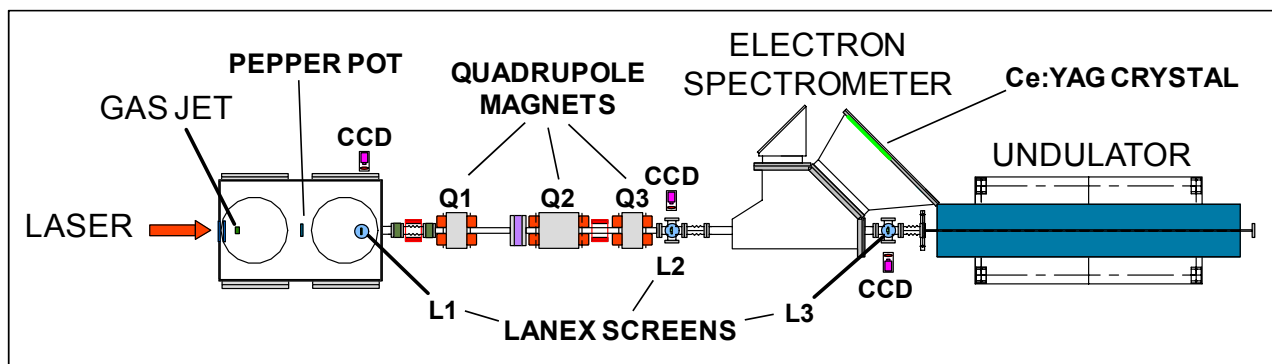 ELECTRON
SPECTROMETER
PEPPER POT
QUADRUPOLE
MAGNETS
Ce:YAG CRYSTAL
GAS JET
CCD
UNDULATOR
CCD
Q1
Q2
Q3
LASER
L2
CCD
L1
LANEX SCREENS
L3